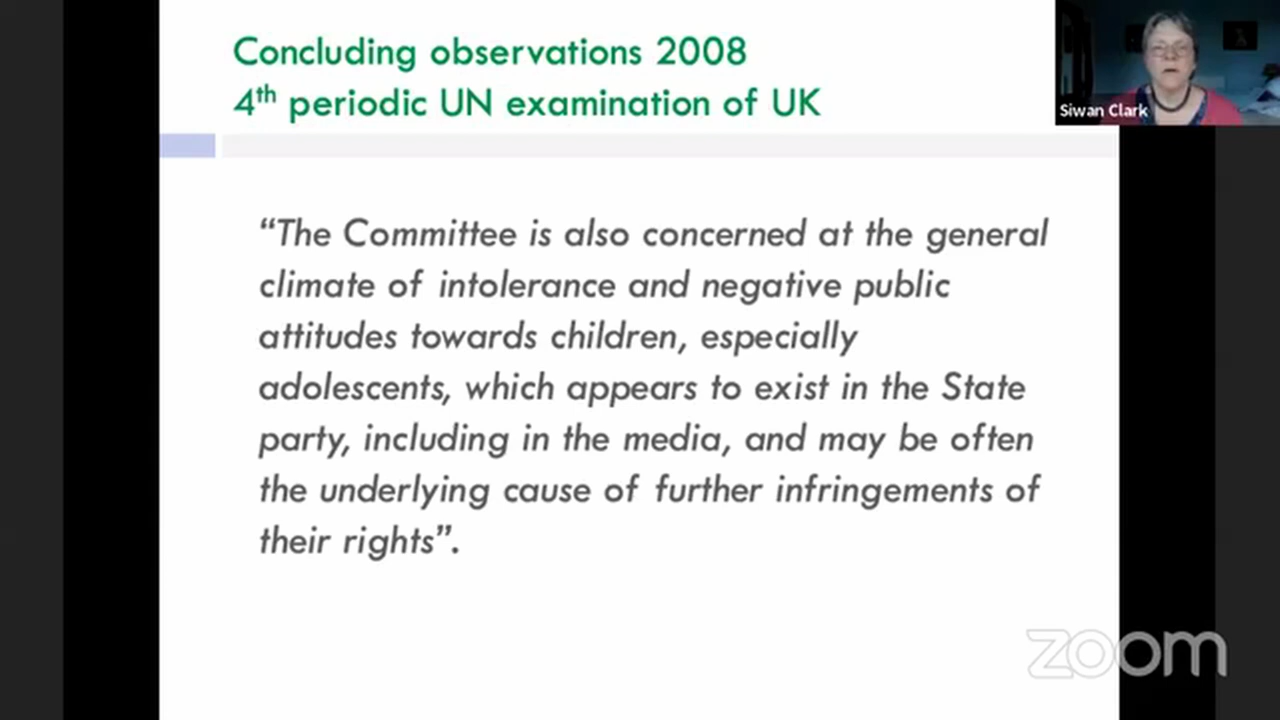 Concluding observations 2008
4th periodic UN examination of UK
Siwan Clark
“The Committee is also concerned at the general
climate of intolerance and negative public
attitudes towards children, especially
adolescents, which appears to exist in the State
party, including in the media, and may be often
the underlying cause of further infringements of
their rights”.
zoom